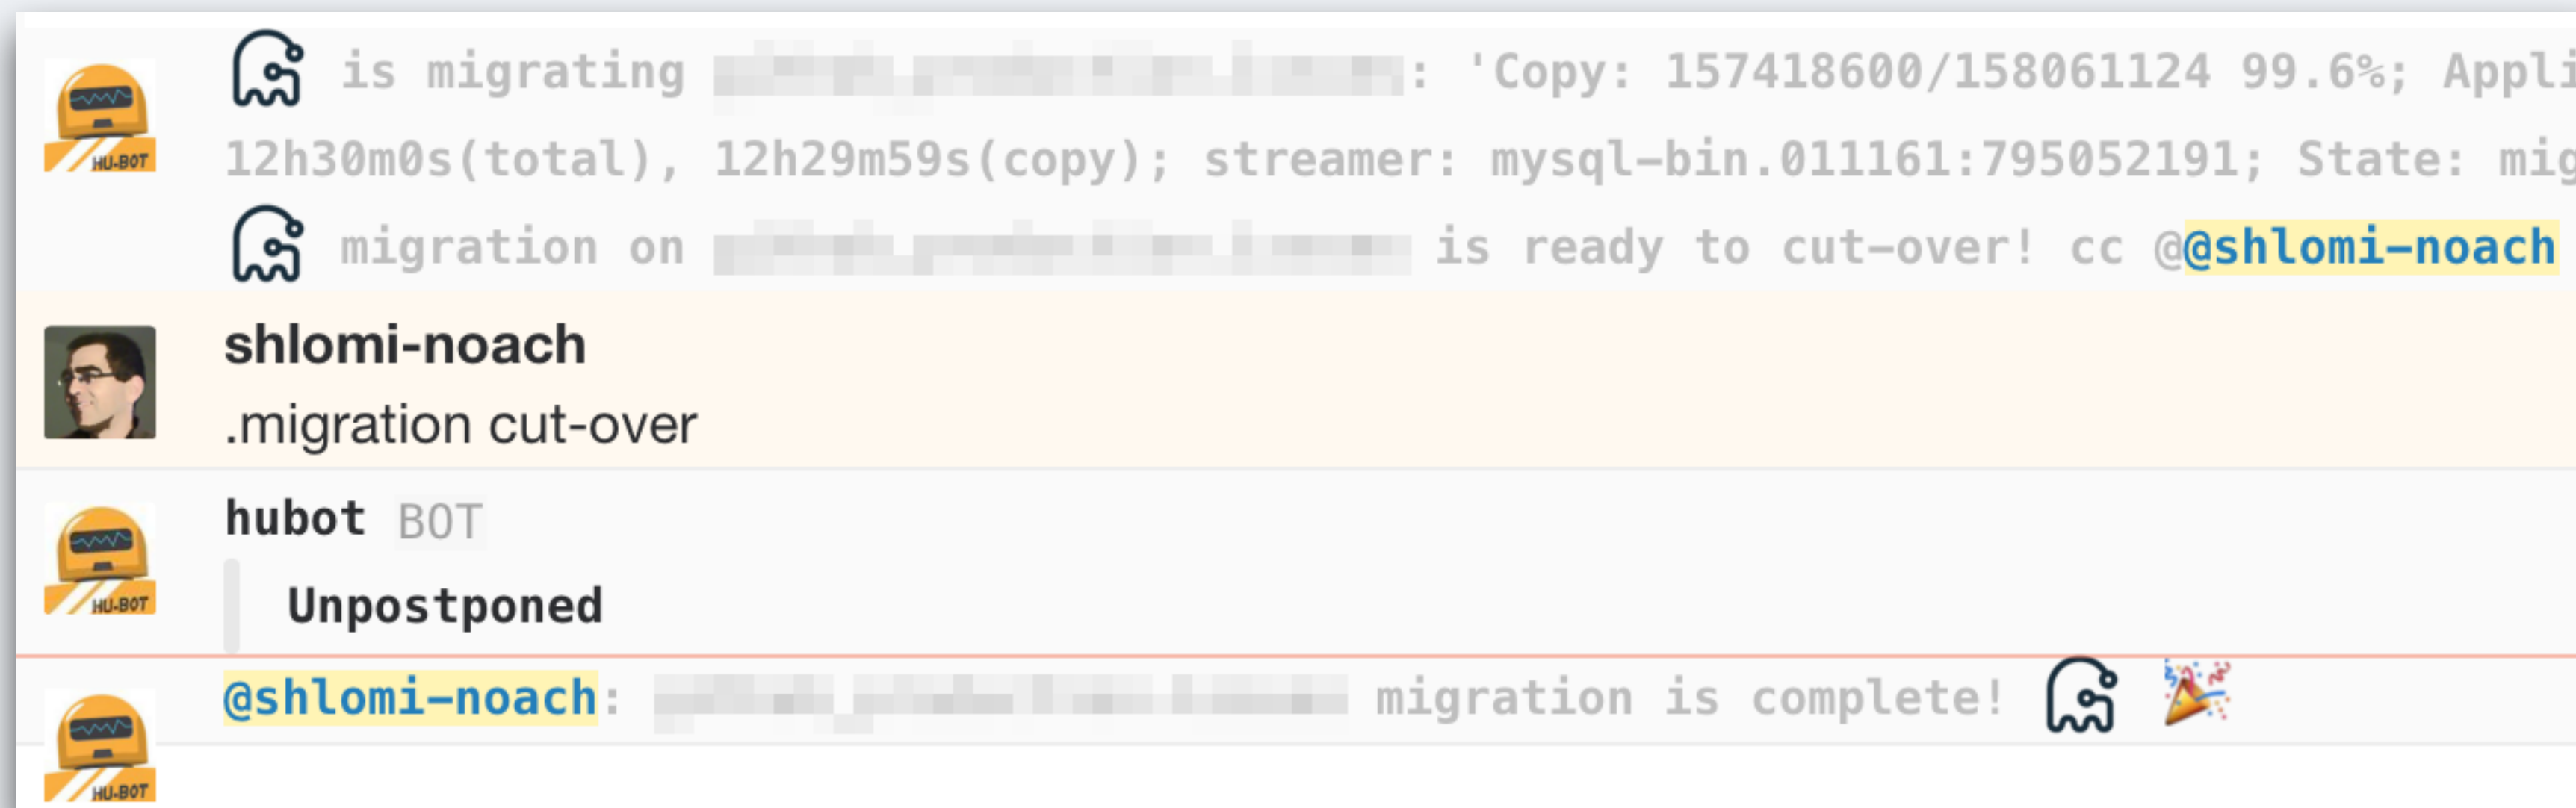 is migrating : 'Copy: 157418600/158061124 99.6%; Appli
12h30m0s(total), 12h29m59s(copy); streamer: mysql-bin.011161:795052191; State: mig
HU-BOT
migration on is ready to cut-over! cc @@shlomi-noach
shlomi-noach
.migration cut-over
hubot BOT
Unpostponed
HU-BOT
@shlomi-noach: migration is complete!
HU-BOT